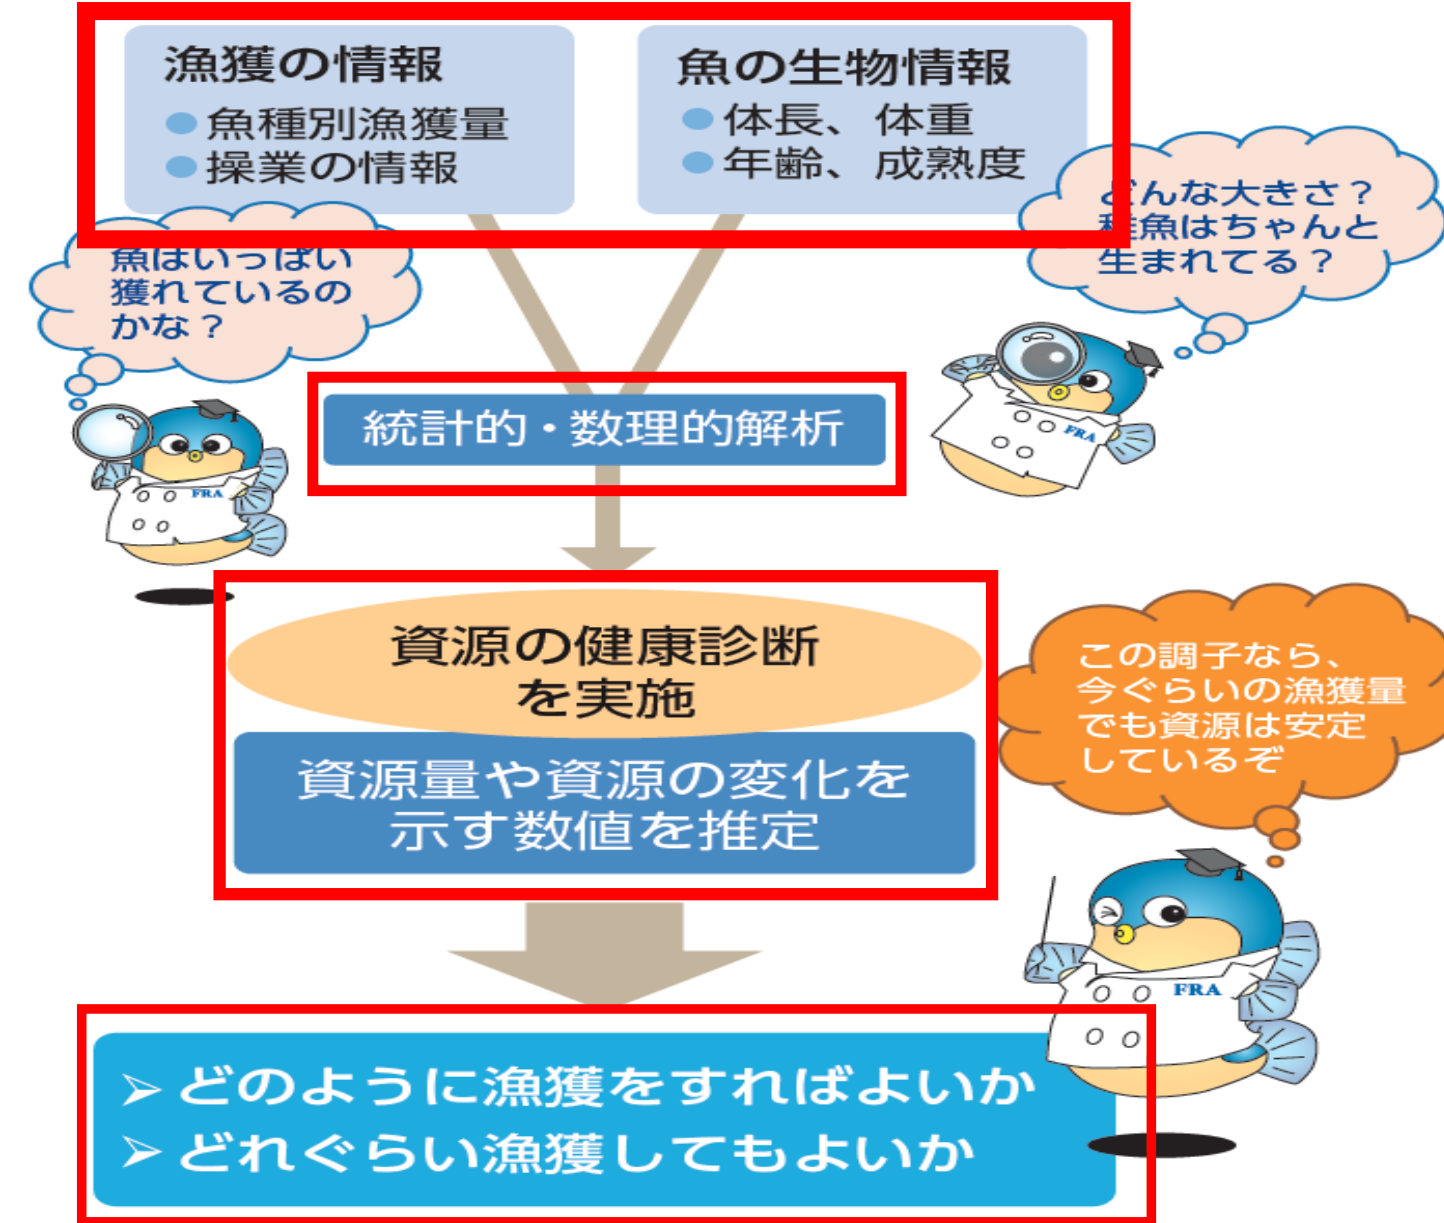 漁獲の情報
● 魚種別漁獲量
● 操業の情報
魚の生物情報
● 体長、体重
● 年齢、成熟度
魚はいっぱい
獲れているの
かな？
どんな大きさ？
稚魚はちゃんと
生まれてる？
統計的・数理的解析
FRA
FRA
資源の健康診断
を実施
資源量や資源の変化を
示す数値を推定
この調子なら、
今ぐらいの漁獲量
でも資源は安定
しているぞ
FRA
➢ どのように漁獲をすればよいか
➢ どれぐらい漁獲してもよいか